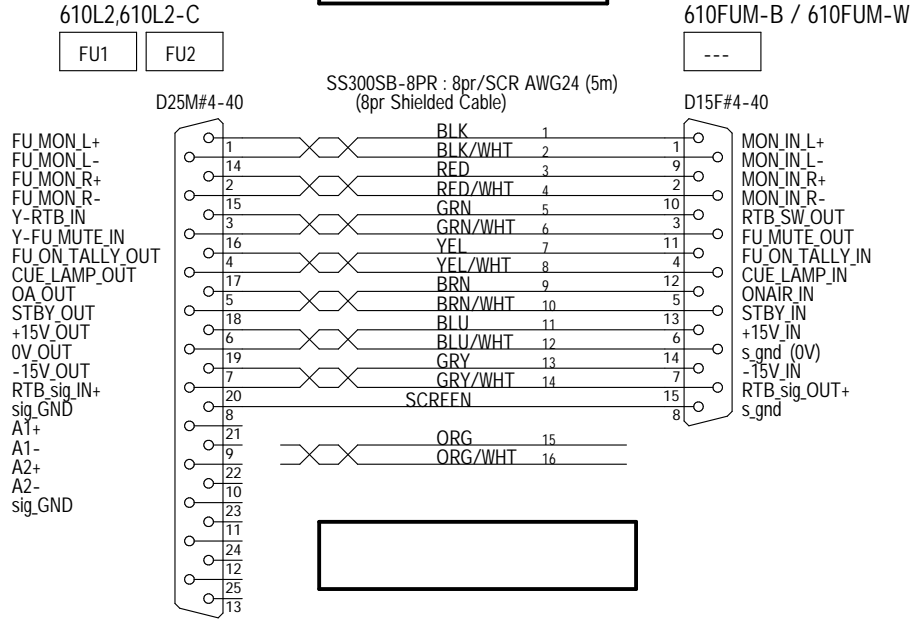 610L2,610L2-C
610FUM-B / 610FUM-W
FU1
FU2
---
SS300SB-8PR : 8pr/SCR AWG24 (5m)
(8pr Shielded Cable)
D25M#4-40
D15F#4-40
FU_MON_L+
FU_MON_L-
FU_MON_R+
FU_MON_R-
Y-RTB_IN
Y-FU_MUTE_IN
FU_ON_TALLY_OUT
CUE_LAMP_OUT
OA_OUT
STBY_OUT
+15V_OUT
0V_OUT
-15V_OUT
RTB_sig_IN+
sig_GND
A1+
A1-
A2+
A2-
sig_GND
1
14
2
15
3
16
4
17
5
18
6
19
7
20
8
21
9
22
10
23
11
24
12
25
13
BLK 1
BLK/WHT 2
RED 3
RED/WHT 4
GRN 5
GRN/WHT 6
YEL 7
YEL/WHT 8
BRN 9
BRN/WHT 10
BLU 11
BLU/WHT 12
GRY 13
GRY/WHT 14
SCREEN
ORG 15
ORG/WHT 16
1
9
2
10
3
11
4
12
5
13
6
14
7
15
8
MON_IN_L+
MON_IN_L-
MON_IN_R+
MON_IN_R-
RTB_SW_OUT
FU_MUTE_OUT
FU_ON_TALLY_IN
CUE_LAMP_IN
ONAIR_IN
STBY_IN
+15V_IN
s_gnd (0V)
-15V_IN
RTB_sig_OUT+
s_gnd